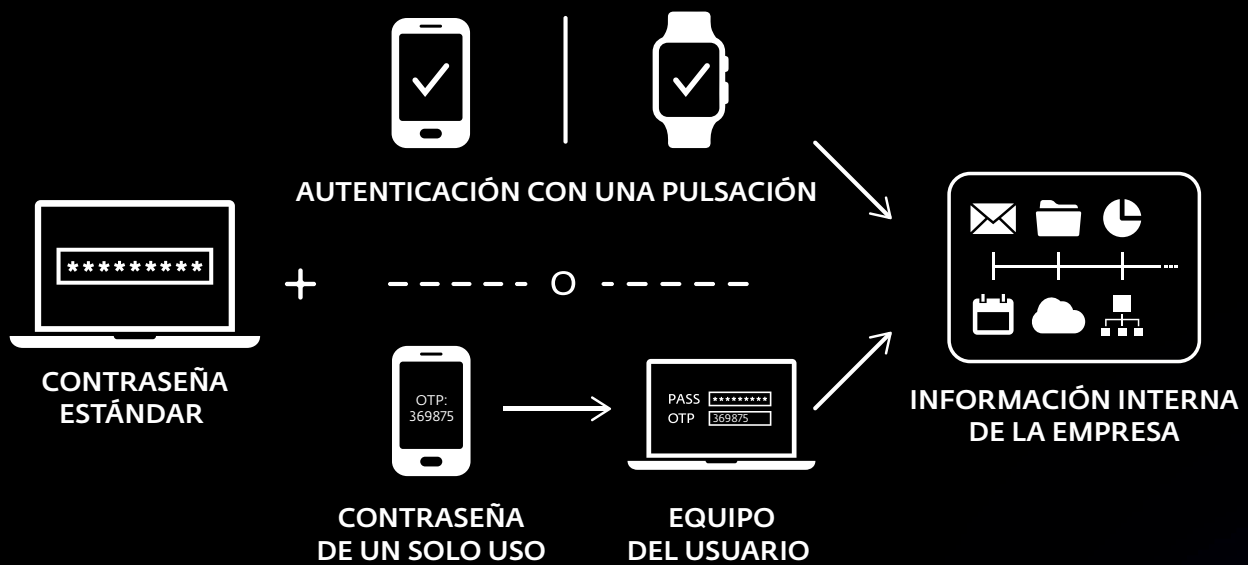 AUTENTICACIÓN CON UNA PULSACIÓN
*********
+
O
CONTRASEÑA
ESTÁNDAR
OTP:
369875
PASS *********
OTP 369875
INFORMACIÓN INTERNA
DE LA EMPRESA
CONTRASEÑA
DE UN SOLO USO
EQUIPO
DEL USUARIO